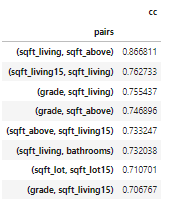 cc
pairs
(sqft_living, sqft_above) 0.866811
(sqft_living15, sqft_living) 0.762733
(grade, sqft_living) 0.755437
(grade, sqft_above) 0.746896
(sqft_above, sqft_living15) 0.733247
(sqft_living, bathrooms) 0.732038
(sqft_lot, sqft_lot15) 0.710701
(grade, sqft_living15) 0.706767